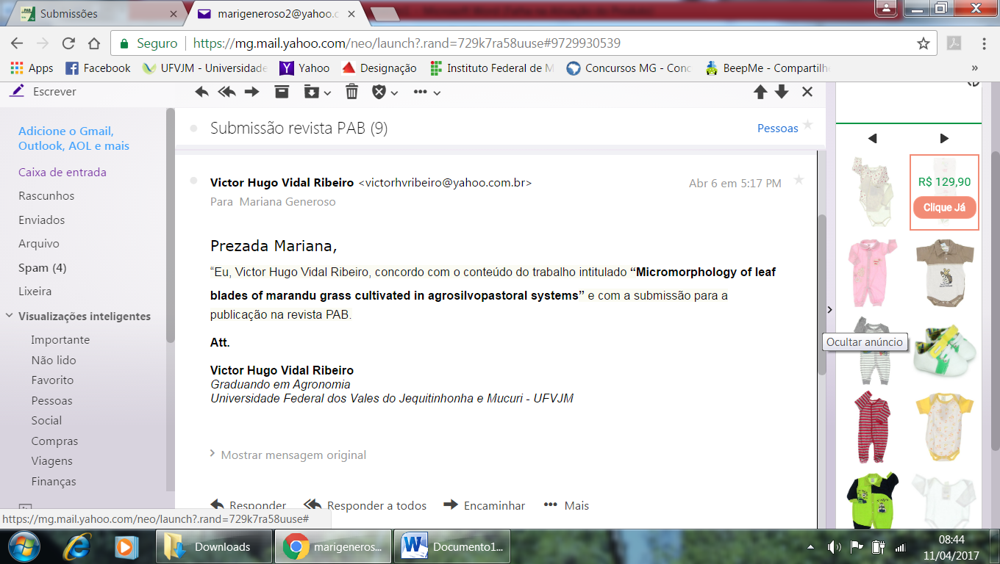 Submissões
marigeneroso2@yahoo.c
Seguro
https://mg.mail.yahoo.com/neo/launch?.rand=729k7ra58uuse#9729930539
Apps
Facebook
UFVJM - Universidade
Yahoo
Designação
Instituto Federal de M
Concursos MG - Conc
BeepMe - Compartilh
»
Escrever
Adicione o Gmail,
Outlook, AOL e mais
Caixa de entrada
Rascunhos
Enviados
Arquivo
Spam (4)
Lixeira
Visualizações inteligentes
Importante
Não lido
Favorito
Pessoas
Social
Compras
Viagens
Finanças
Submissão revista PAB (9)
Pessoas
Victor Hugo Vidal Ribeiro <victorhvribeiro@yahoo.com.br>
Abr 6 em 5:17 PM
Para Mariana Generoso
Prezada Mariana,
“Eu, Victor Hugo Vidal Ribeiro, concordo com o conteúdo do trabalho intitulado “Micromorphology of leaf
blades of marandu grass cultivated in agrosilvopastoral systems” e com a submissão para a
publicação na revista PAB.
Att.
Victor Hugo Vidal Ribeiro
Graduando em Agronomia
Universidade Federal dos Vales do Jequitinhonha e Mucuri - UFVJM
Mostrar mensagem original
Responder
Responder a todos
Encaminhar
Mais
R$ 129,90
Clique Já
Ocultar anúncio
https://mg.mail.yahoo.com/neo/launch?.rand=729k7ra58uuse#
Downloads
marigeneros...
Documento1...
08:44
11/04/2017